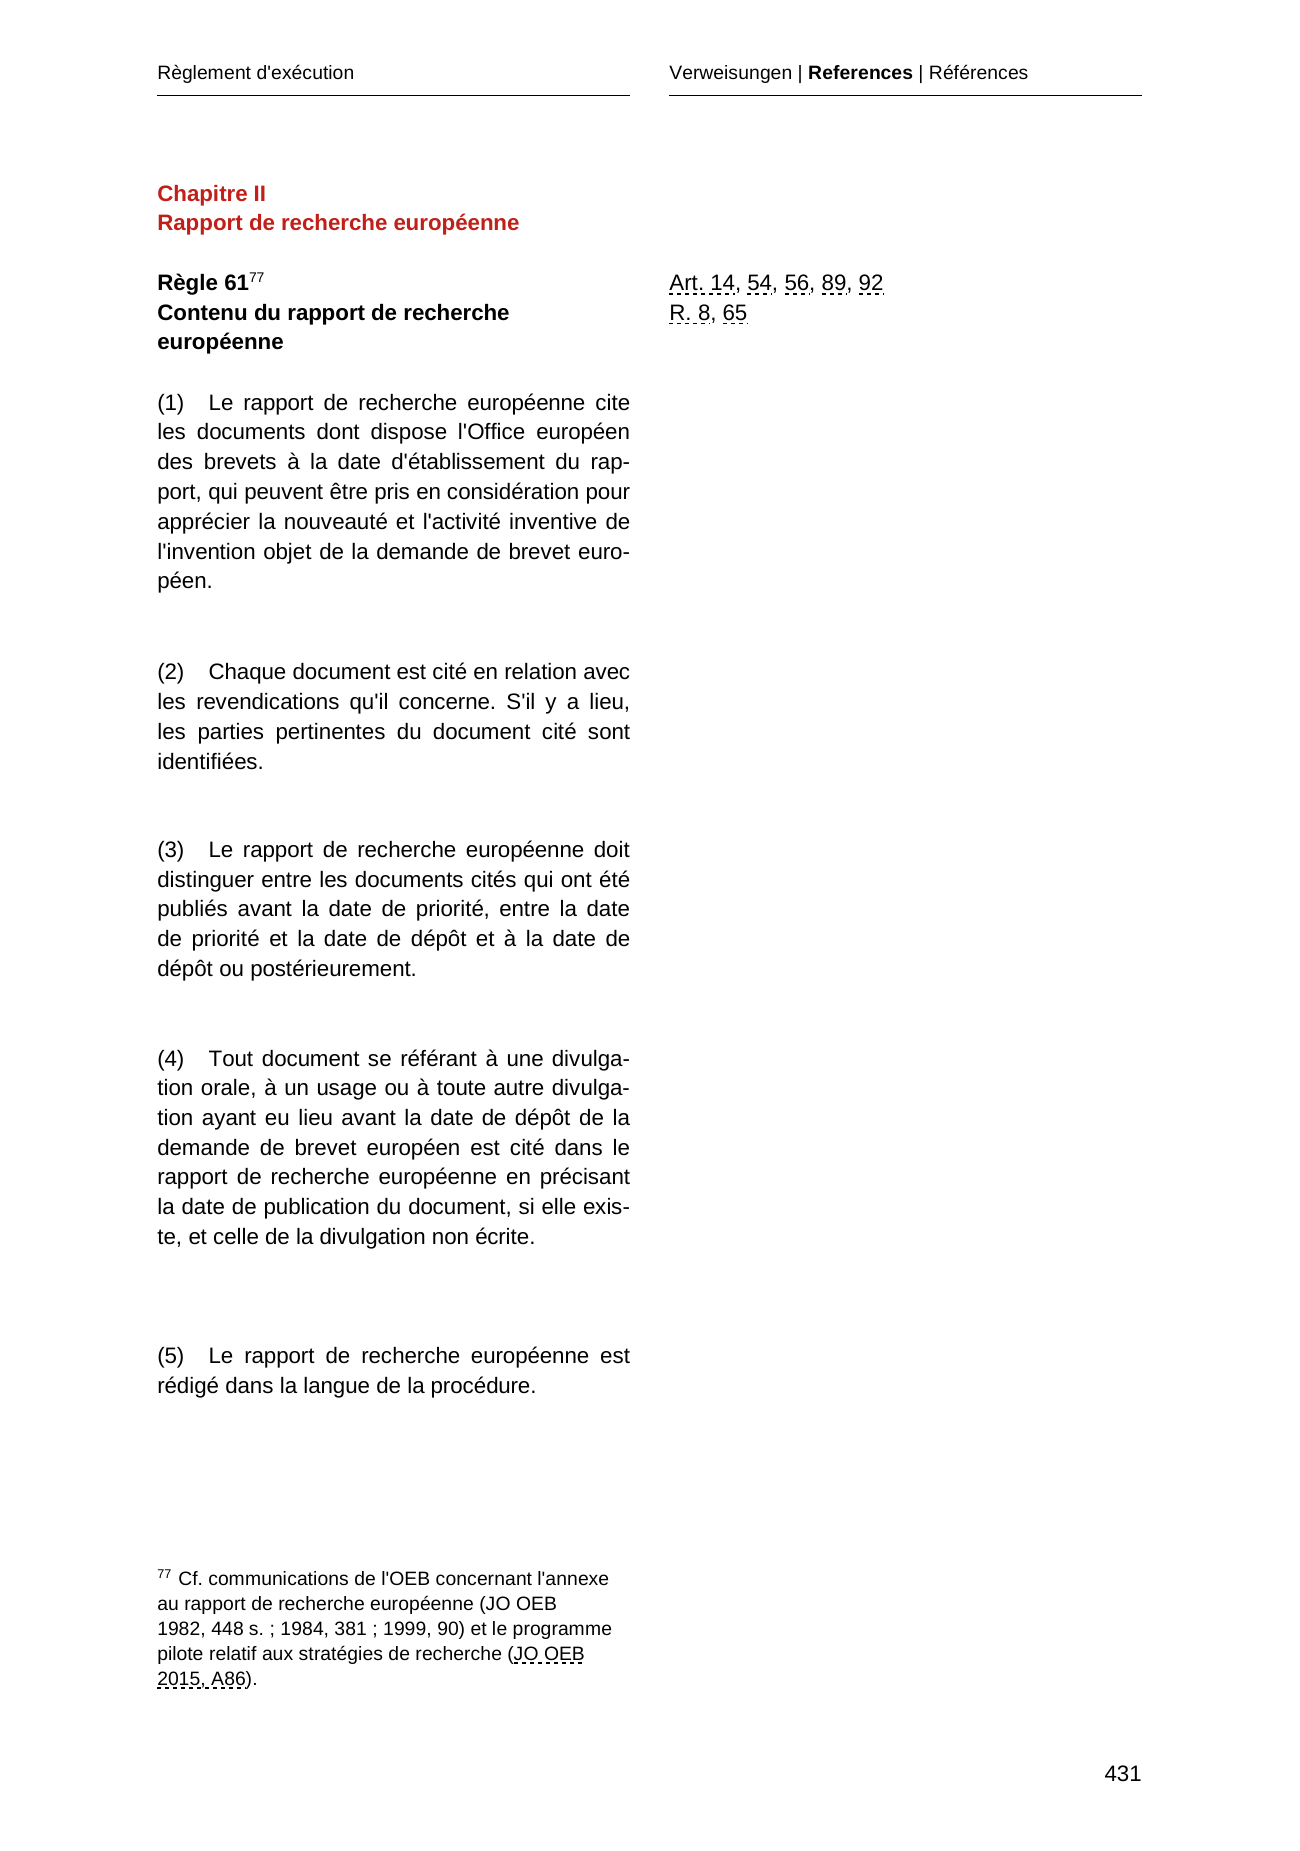 Règlement d'exécution
Verweisungen | References | Références
Chapitre II
Rapport de recherche européenne
Règle 61⁷⁷
Contenu du rapport de recherche
européenne
Art. 14, 54, 56, 89, 92
R. 8, 65
(1) Le rapport de recherche européenne cite
les documents dont dispose l'Office européen
des brevets à la date d'établissement du rap-
port, qui peuvent être pris en considération pour
apprécier la nouveauté et l'activité inventive de
l'invention objet de la demande de brevet euro-
péen.
(2) Chaque document est cité en relation avec
les revendications qu'il concerne. S'il y a lieu,
les parties pertinentes du document cité sont
identifiées.
(3) Le rapport de recherche européenne doit
distinguer entre les documents cités qui ont été
publiés avant la date de priorité, entre la date
de priorité et la date de dépôt et à la date de
dépôt ou postérieurement.
(4) Tout document se référant à une divulga-
tion orale, à un usage ou à toute autre divulga-
tion ayant eu lieu avant la date de dépôt de la
demande de brevet européen est cité dans le
rapport de recherche européenne en précisant
la date de publication du document, si elle exis-
te, et celle de la divulgation non écrite.
(5) Le rapport de recherche européenne est
rédigé dans la langue de la procédure.
⁷⁷ Cf. communications de l'OEB concernant l'annexe
au rapport de recherche européenne (JO OEB
1982, 448 s. ; 1984, 381 ; 1999, 90) et le programme
pilote relatif aux stratégies de recherche (JO OEB
2015, A86).
431